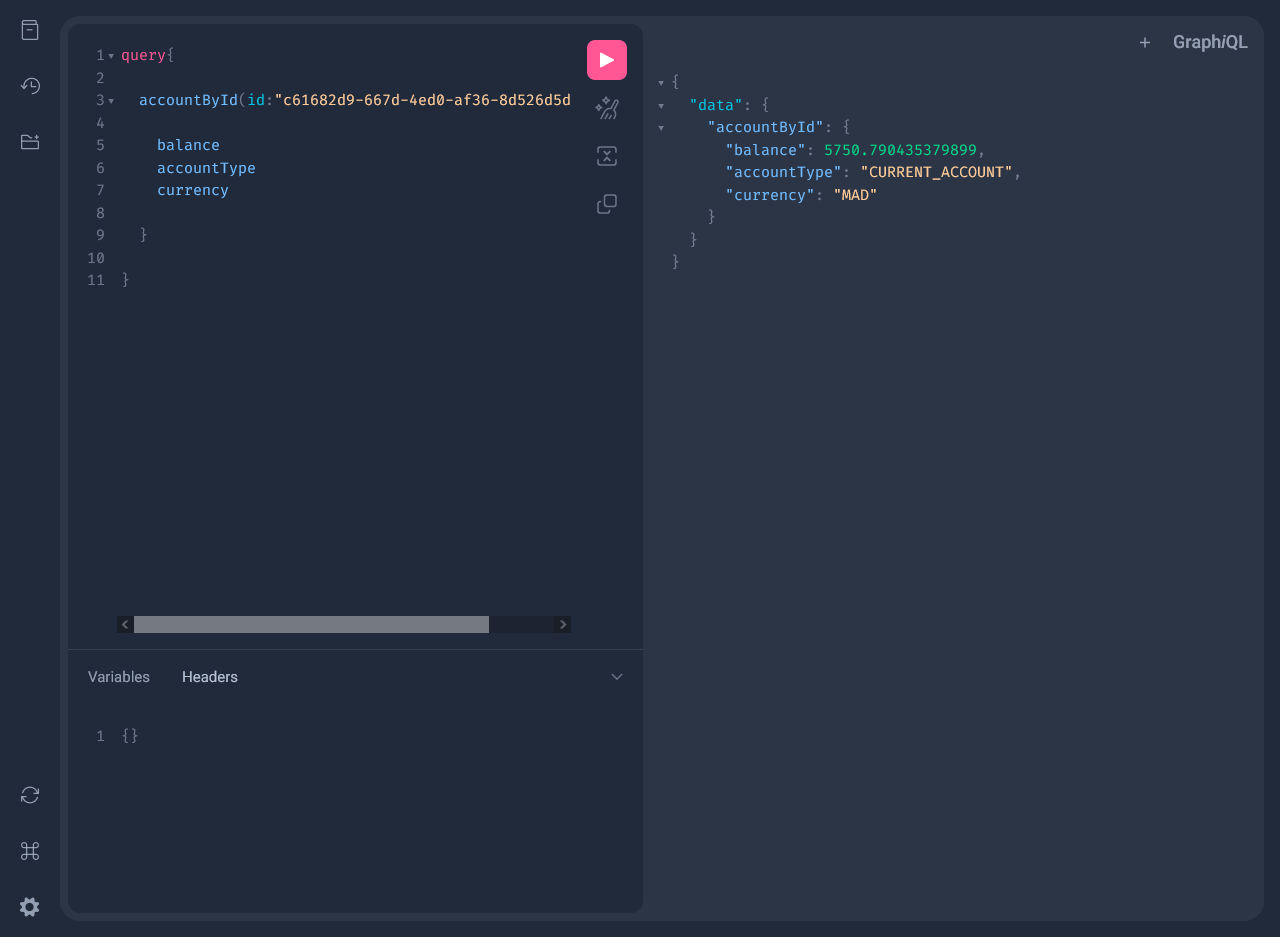 1 query{
2
3 accountById(id:"c61682d9-667d-4ed0-af36-8d526d5d
4
5 balance
6 accountType
7 currency
8
9 }
10
11 }
Variables Headers
1 {}
+ GraphiQL
{
"data": {
"accountById": {
"balance": 5750.790435379899,
"accountType": "CURRENT_ACCOUNT",
"currency": "MAD"
}
}
}